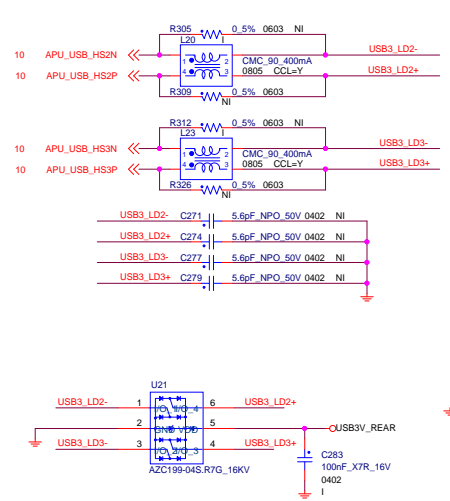 R305 0_5% 0603 NI
L20 I
10 APU_USB_HS2N USB3_LD2-
1 2 CMC_90_400mA
10 APU_USB_HS2P 4 3 0805 CCL=Y USB3_LD2+
R309 0_5% 0603
NI
R312 0_5% 0603 NI
L23 I
10 APU_USB_HS3N USB3_LD3-
1 2 CMC_90_400mA
10 APU_USB_HS3P 4 3 0805 CCL=Y USB3_LD3+
R326 0_5% 0603
NI
USB3_LD2- C271 5.6pF_NPO_50V 0402 NI
USB3_LD2+ C274 5.6pF_NPO_50V 0402 NI
USB3_LD3- C277 5.6pF_NPO_50V 0402 NI
USB3_LD3+ C279 5.6pF_NPO_50V 0402 NI
U21
USB3_LD2- 1 I/O_1 I/O_4 6 USB3_LD2+
2 GND VDD 5 USB3V_REAR
USB3_LD3- 3 I/O_2 I/O_3 4 USB3_LD3+
AZC199-04S.R7G_16KV
C283
100nF_X7R_16V
0402
I